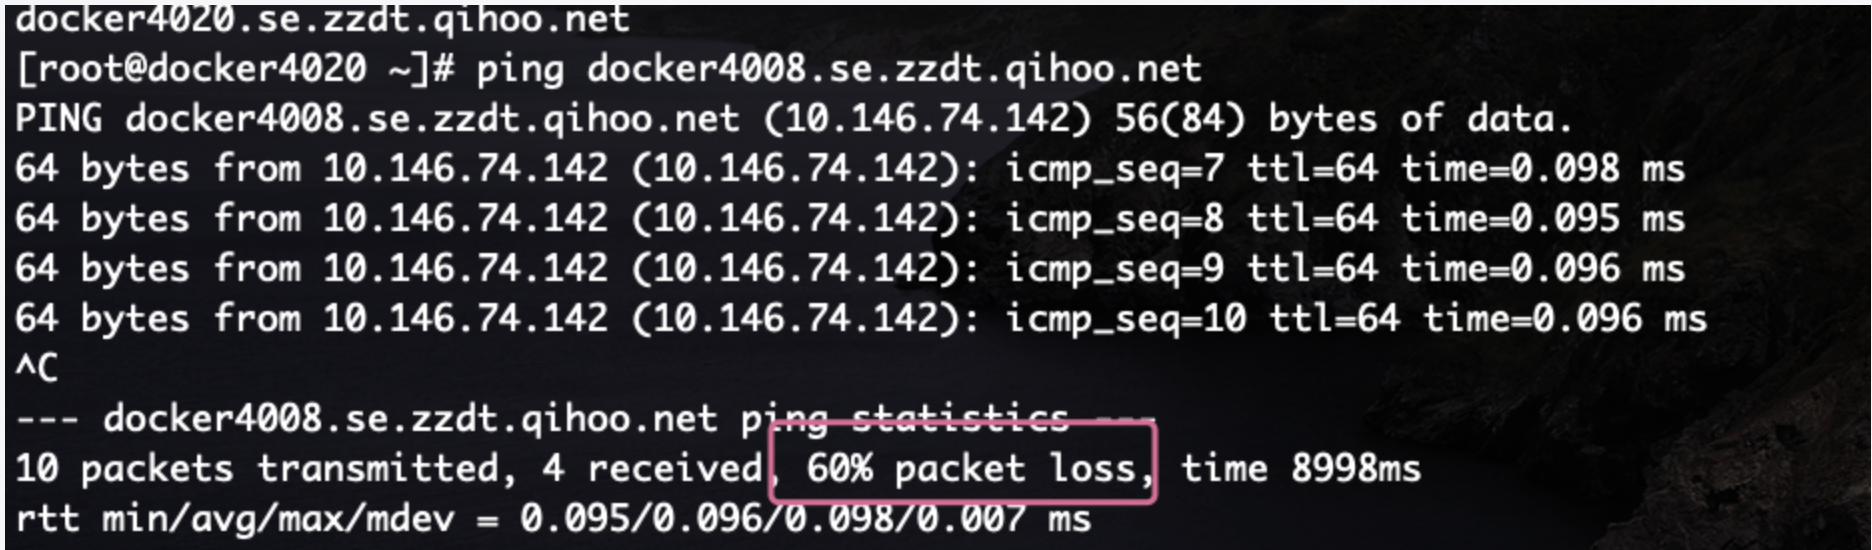 docker4020.se.zzdt.qihoo.net
[root@docker4020 ~]# ping docker4008.se.zzdt.qihoo.net
PING docker4008.se.zzdt.qihoo.net (10.146.74.142) 56(84) bytes of data.
64 bytes from 10.146.74.142 (10.146.74.142): icmp_seq=7 ttl=64 time=0.098 ms
64 bytes from 10.146.74.142 (10.146.74.142): icmp_seq=8 ttl=64 time=0.095 ms
64 bytes from 10.146.74.142 (10.146.74.142): icmp_seq=9 ttl=64 time=0.096 ms
64 bytes from 10.146.74.142 (10.146.74.142): icmp_seq=10 ttl=64 time=0.096 ms
^C
--- docker4008.se.zzdt.qihoo.net ping statistics ---
10 packets transmitted, 4 received, 60% packet loss, time 8998ms
rtt min/avg/max/mdev = 0.095/0.096/0.098/0.007 ms